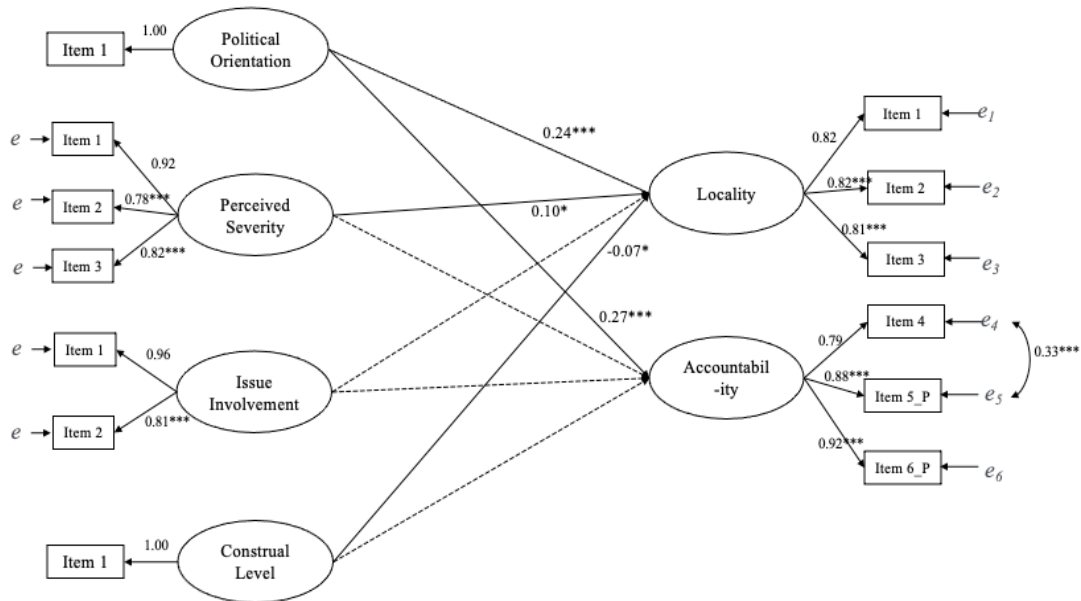 Item 1
1.00
Political
Orientation
e
Item 1
0.92
e
Item 2
0.78***
Perceived
Severity
e
Item 3
0.82***
e
Item 1
0.96
Issue
Involvement
e
Item 2
0.81***
Item 1
1.00
Construal
Level
0.24***
0.10*
-0.07*
0.27***
Locality
0.82
Item 1
e1
0.82***
Item 2
e2
0.81***
Item 3
e3
Accountabil
-ity
0.79
Item 4
e4
0.88***
Item 5_P
e5
0.33***
0.92***
Item 6_P
e6